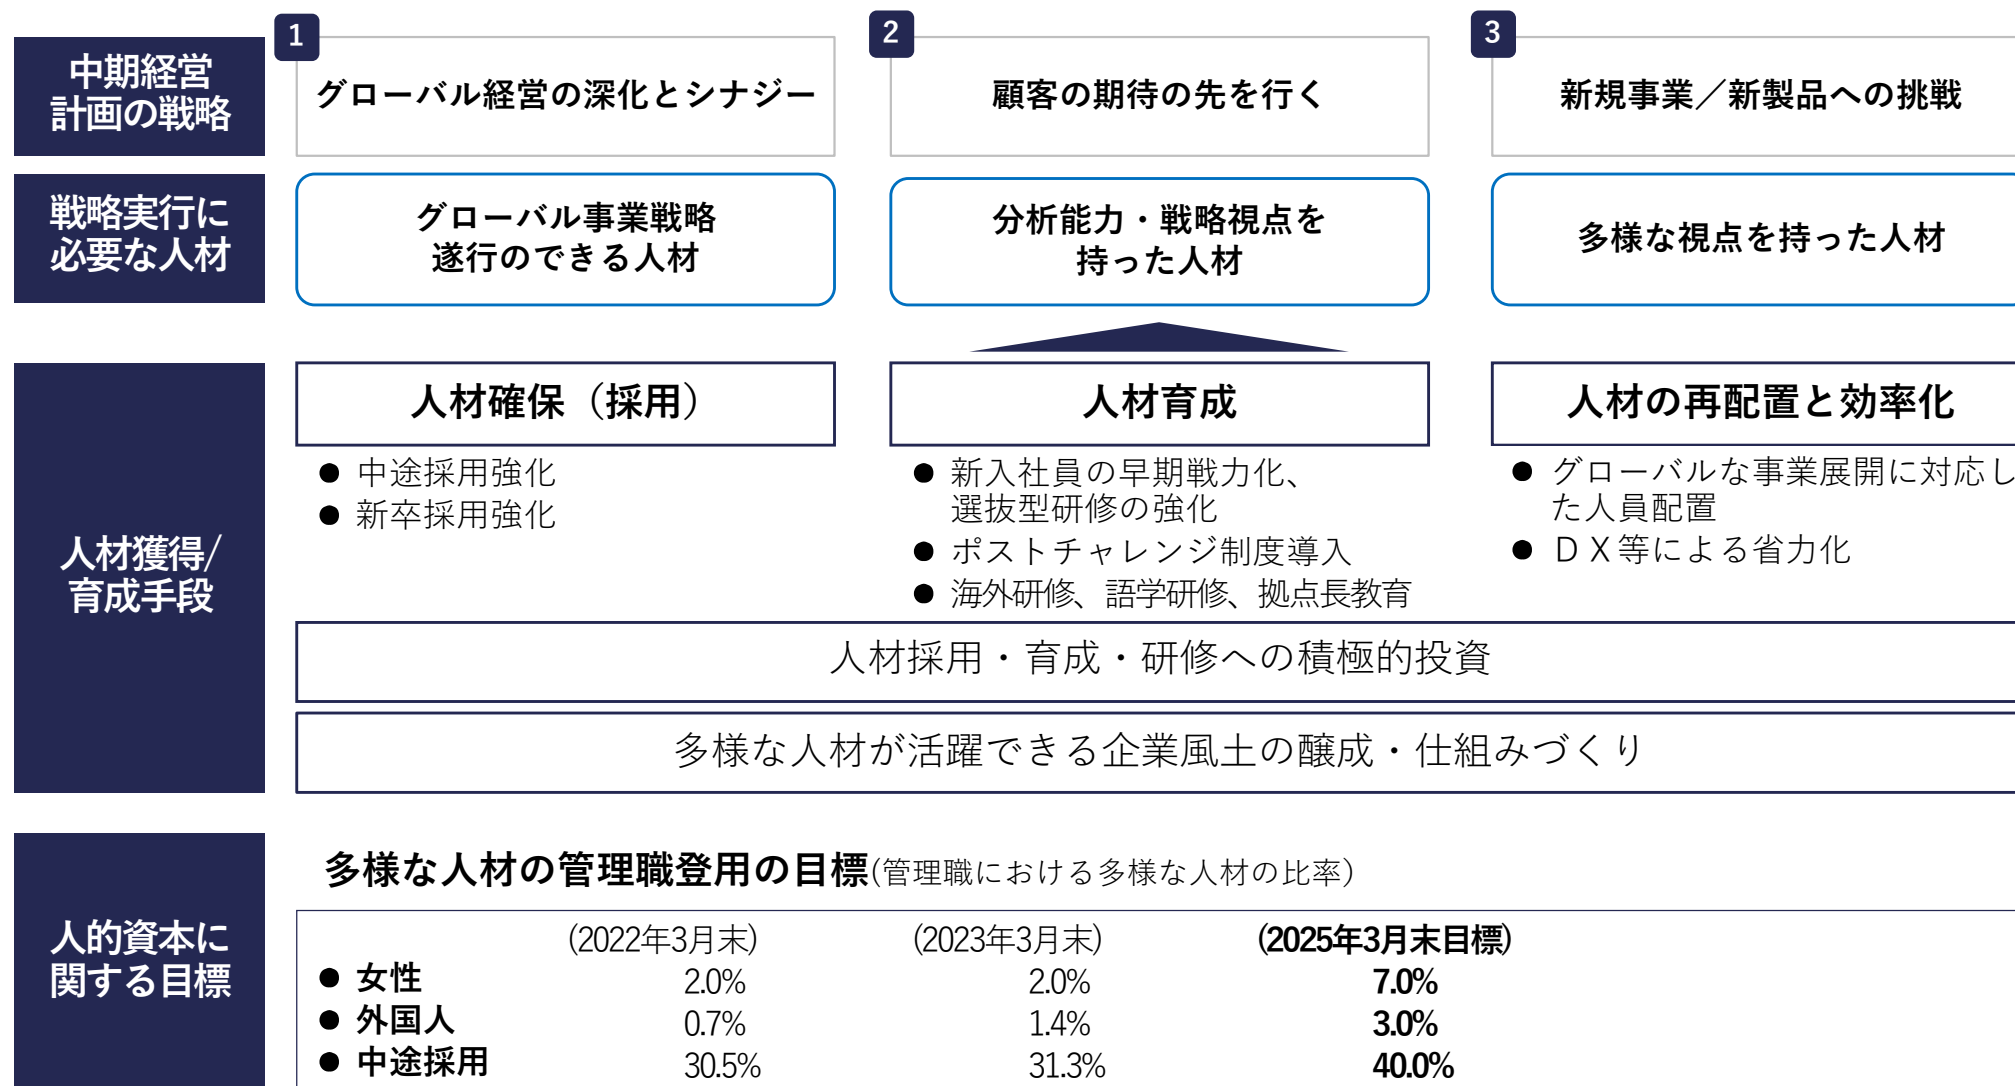 中期経営
計画の戦略
1
グローバル経営の深化とシナジー
2
顧客の期待の先を行く
3
新規事業／新製品への挑戦
戦略実行に
必要な人材
グローバル事業戦略
遂行のできる人材
分析能力・戦略視点を
持った人材
多様な視点を持った人材
人材獲得/
育成手段
人材確保（採用）
● 中途採用強化
● 新卒採用強化
人材育成
● 新入社員の早期戦力化、
選抜型研修の強化
● ポストチャレンジ制度導入
● 海外研修、語学研修、拠点長教育
人材の再配置と効率化
● グローバルな事業展開に対応し
た人員配置
● ＤＸ等による省力化
人材採用・育成・研修への積極的投資
多様な人材が活躍できる企業風土の醸成・仕組みづくり
人的資本に
関する目標
多様な人材の管理職登用の目標(管理職における多様な人材の比率）
(2022年3月末) (2023年3月末) (2025年3月末目標)
● 女性 2.0% 2.0% 7.0%
● 外国人 0.7% 1.4% 3.0%
● 中途採用 30.5% 31.3% 40.0%